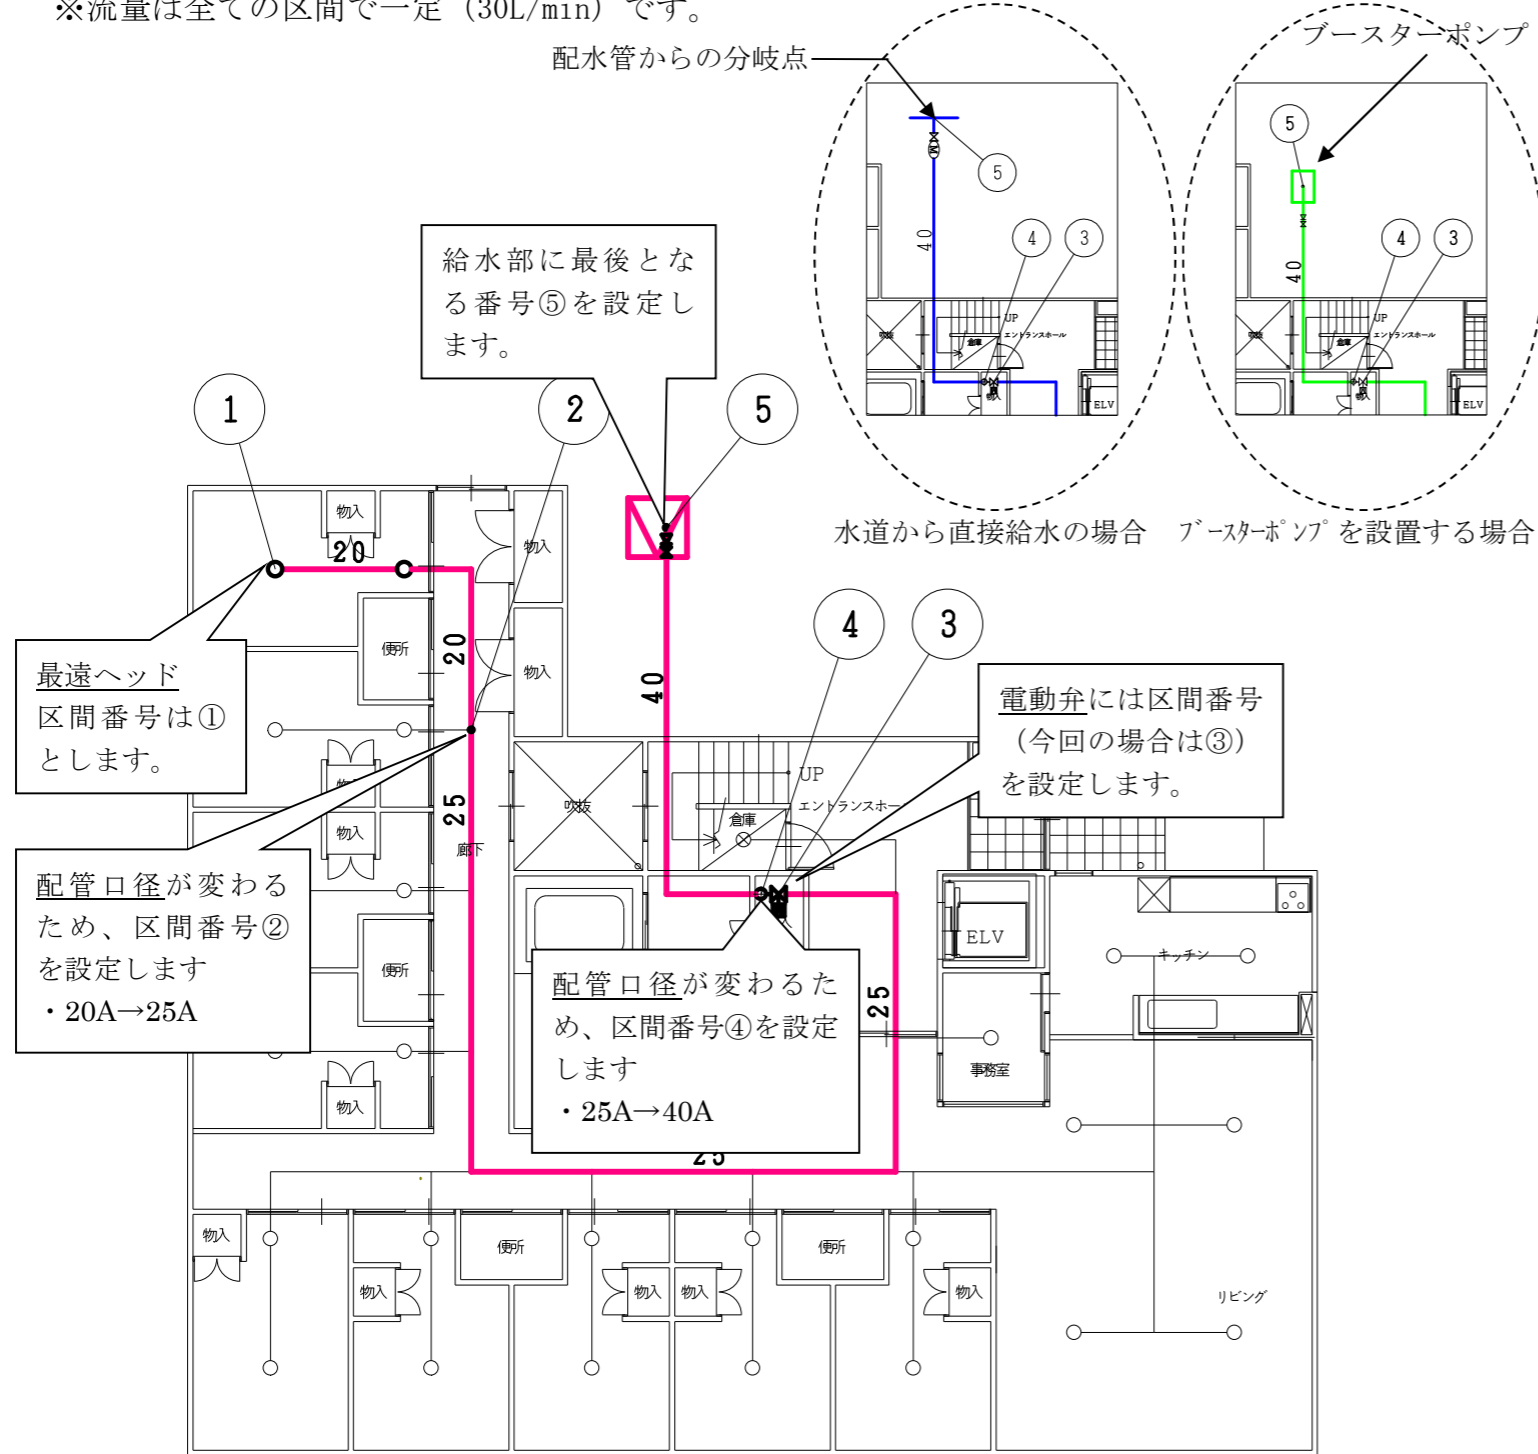 ※流量は全ての区間で一定（30L/min）です。
配水管からの分岐点
ブースターポンプ
5
4
3
40
UP
エントランスホール
倉庫
吹抜
物入
ELV
M
5
4
3
40
UP
エントランスホール
倉庫
吹抜
物入
ELV
水道から直接給水の場合
ブースターポンプを設置する場合
給水部に最後とな
る番号⑤を設定し
ます。
1
2
5
4
3
物入
20
物入
便所
20
物入
40
最遠ヘッド
区間番号は①
とします。
電動弁には区間番号
（今回の場合は③）
を設定します。
物入
25
物入
廊下
吹抜
UP
倉庫
エントランスホー
配管口径が変わる
ため、区間番号②
を設定します
・20A→25A
便所
物入
配管口径が変わるた
め、区間番号④を設定
します
・25A→40A
25
25
ELV
キッチン
事務室
リビング
物入
物入
便所
物入
物入
便所
物入